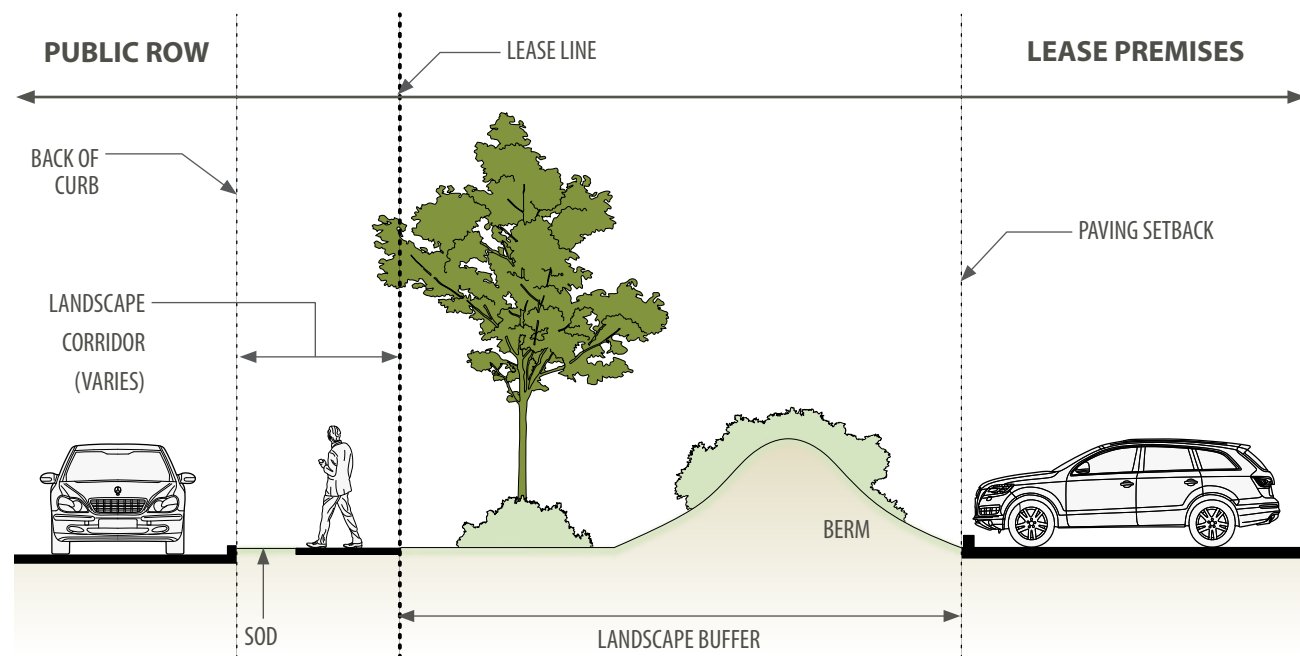 PUBLIC ROW
LEASE LINE
LEASE PREMISES
BACK OF
CURB
PAVING SETBACK
LANDSCAPE
CORRIDOR
(VARIES)
BERM
SOD
LANDSCAPE BUFFER